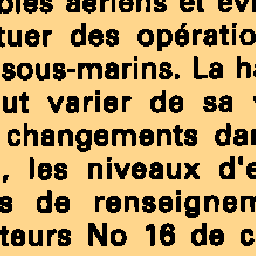 bles aériens et év
tuer des opératio
sous-marins. La h
ut varier de sa
changements da
, les niveaux d'e
s de renseignem
teurs No 16 de c